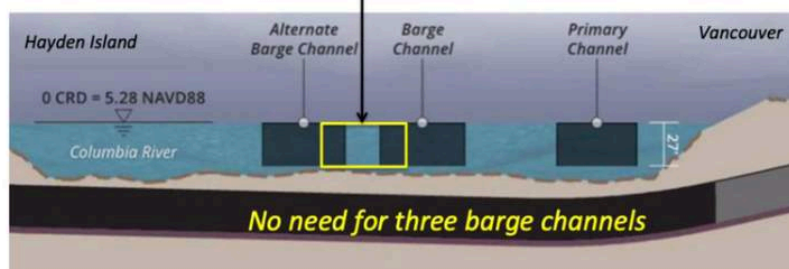 Hayden Island
Alternate
Barge Channel
Barge
Channel
Primary
Channel
Vancouver
0 CRD = 5.28 NAVD88
Columbia River
27'
No need for three barge channels